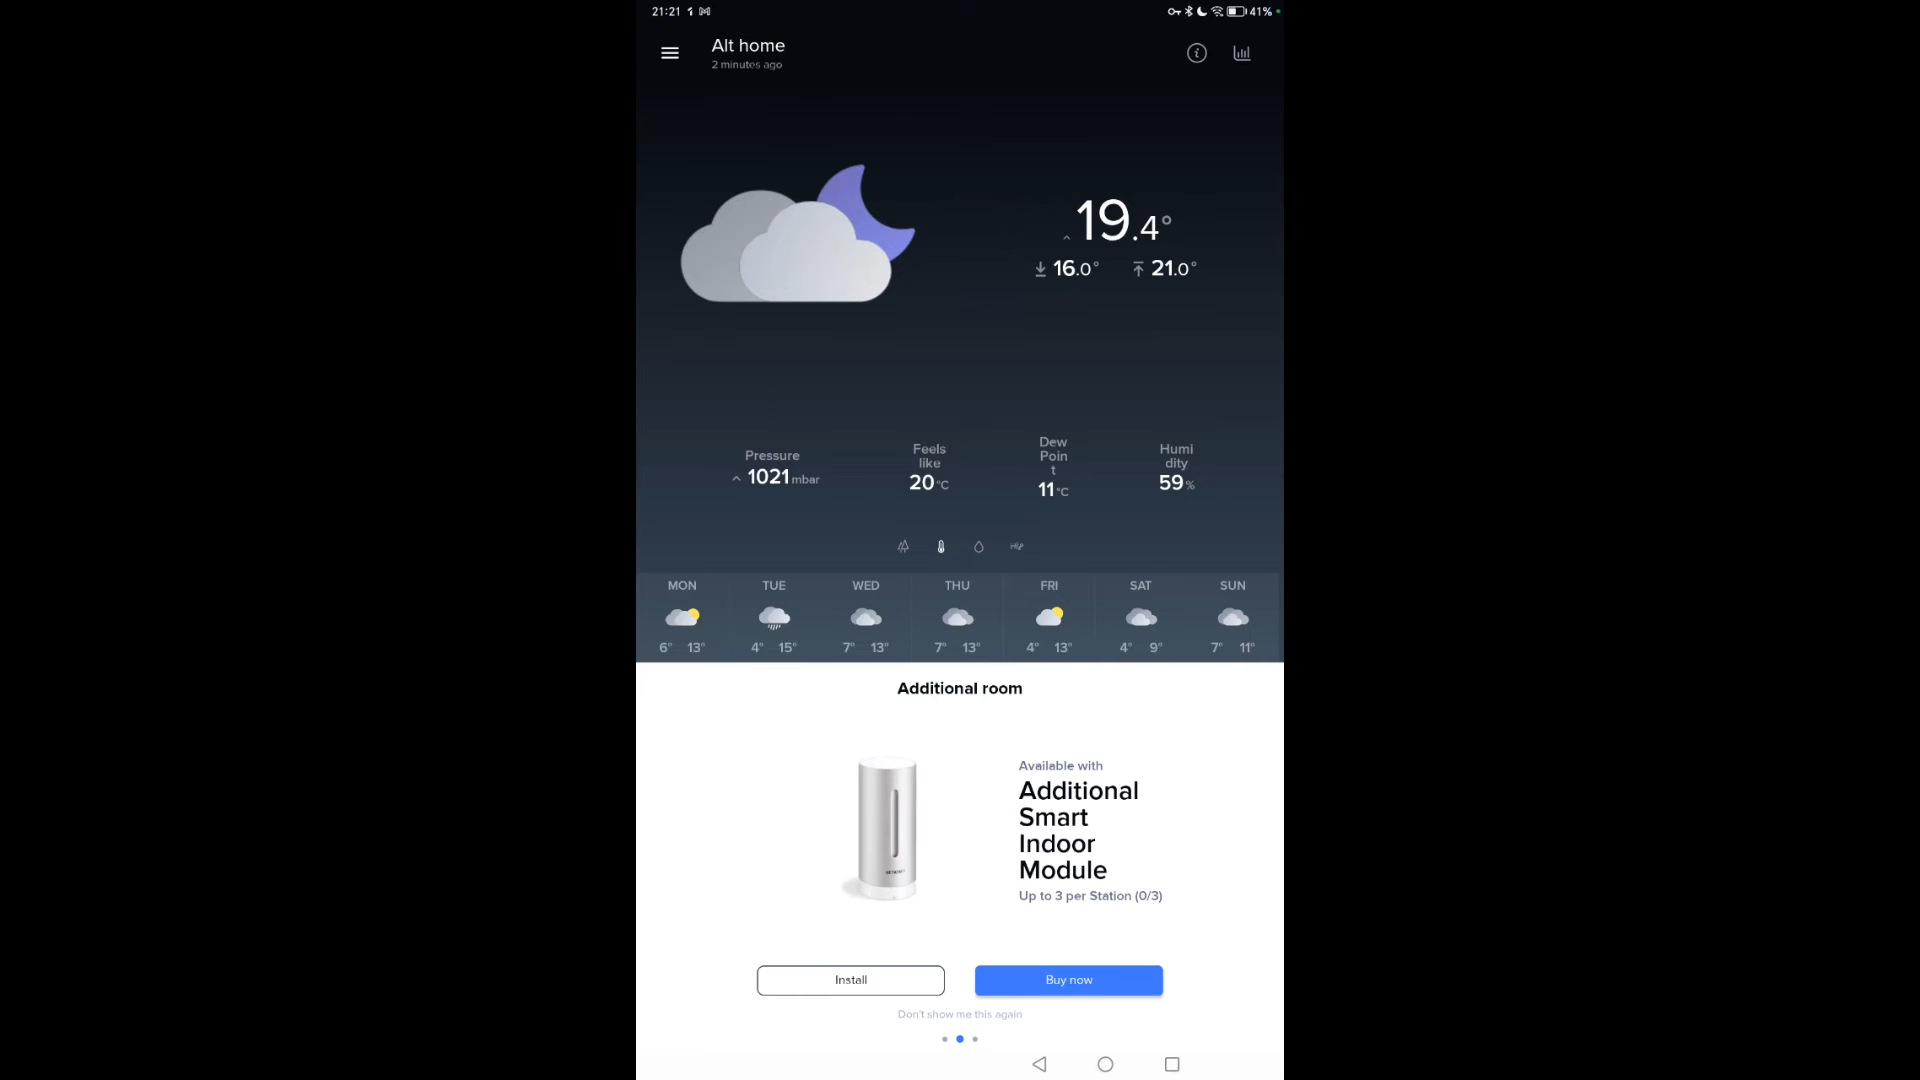 21:21 41%
Alt home
2 minutes ago
19.4°
16.0° 21.0°
Pressure
1021 mbar
Feels
like
20 °C
Dew
Poin
t
11 °C
Humi
dity
59 %
MON TUE WED THU FRI SAT SUN
6° 13° 4° 15° 7° 13° 7° 13° 4° 13° 4° 9° 7° 11°
Additional room
Available with
Additional
Smart
Indoor
Module
Up to 3 per Station (0/3)
Install Buy now
Don't show me this again